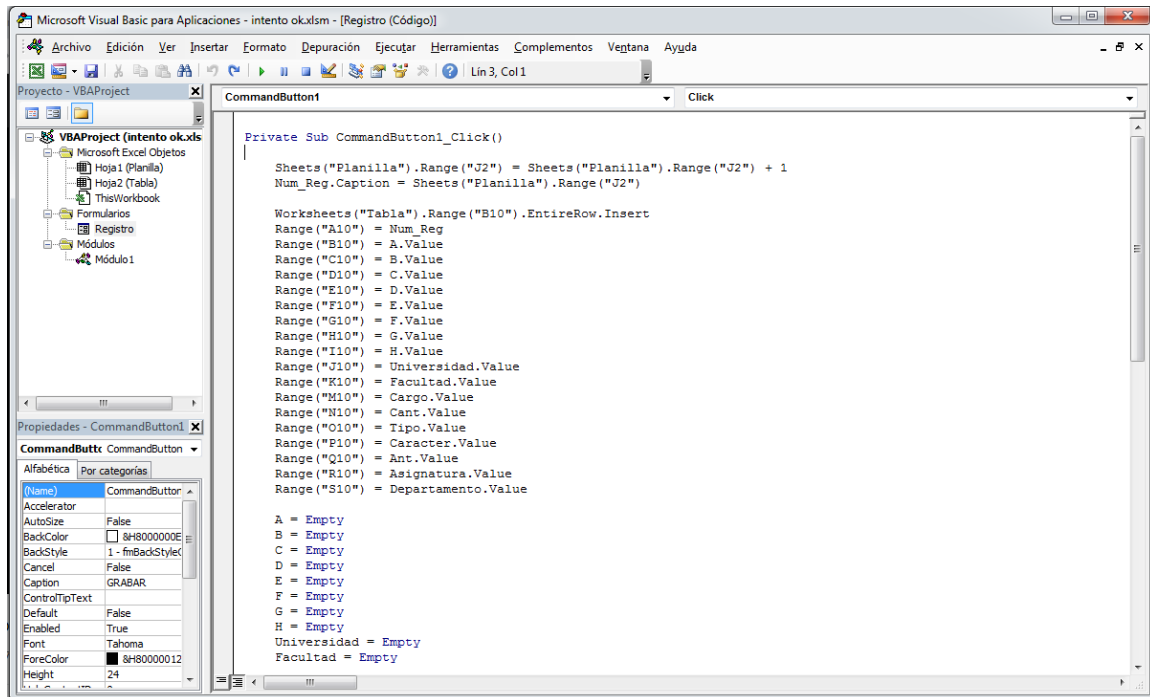 Microsoft Visual Basic para Aplicaciones - intento ok.xlsm - [Registro (Código)]
Archivo Edición Ver Insertar Formato Depuración Ejecutar Herramientas Complementos Ventana Ayuda
Lín 3, Col 1
Proyecto - VBAProject
VBAProject (intento ok.xls
Microsoft Excel Objetos
Hoja1 (Planilla)
Hoja2 (Tabla)
ThisWorkbook
Formularios
Registro
Módulos
Módulo1
Propiedades - CommandButton1
CommandButtc CommandButton
Alfabética Por categorías
(Name) CommandButtor
Accelerator
AutoSize False
BackColor &H8000000E
BackStyle 1 - fmBackStyleO
Cancel False
Caption GRABAR
ControlTipText
Default False
Enabled True
Font Tahoma
ForeColor &H80000012
Height 24
CommandButton1 Click
Private Sub CommandButton1_Click()
Sheets("Planilla").Range("J2") = Sheets("Planilla").Range("J2") + 1
Num_Reg.Caption = Sheets("Planilla").Range("J2")
Worksheets("Tabla").Range("B10").EntireRow.Insert
Range("A10") = Num_Reg
Range("B10") = A.Value
Range("C10") = B.Value
Range("D10") = C.Value
Range("E10") = D.Value
Range("F10") = E.Value
Range("G10") = F.Value
Range("H10") = G.Value
Range("I10") = H.Value
Range("J10") = Universidad.Value
Range("K10") = Facultad.Value
Range("M10") = Cargo.Value
Range("N10") = Cant.Value
Range("O10") = Tipo.Value
Range("P10") = Caracter.Value
Range("Q10") = Ant.Value
Range("R10") = Asignatura.Value
Range("S10") = Departamento.Value
A = Empty
B = Empty
C = Empty
D = Empty
E = Empty
F = Empty
G = Empty
H = Empty
Universidad = Empty
Facultad = Empty